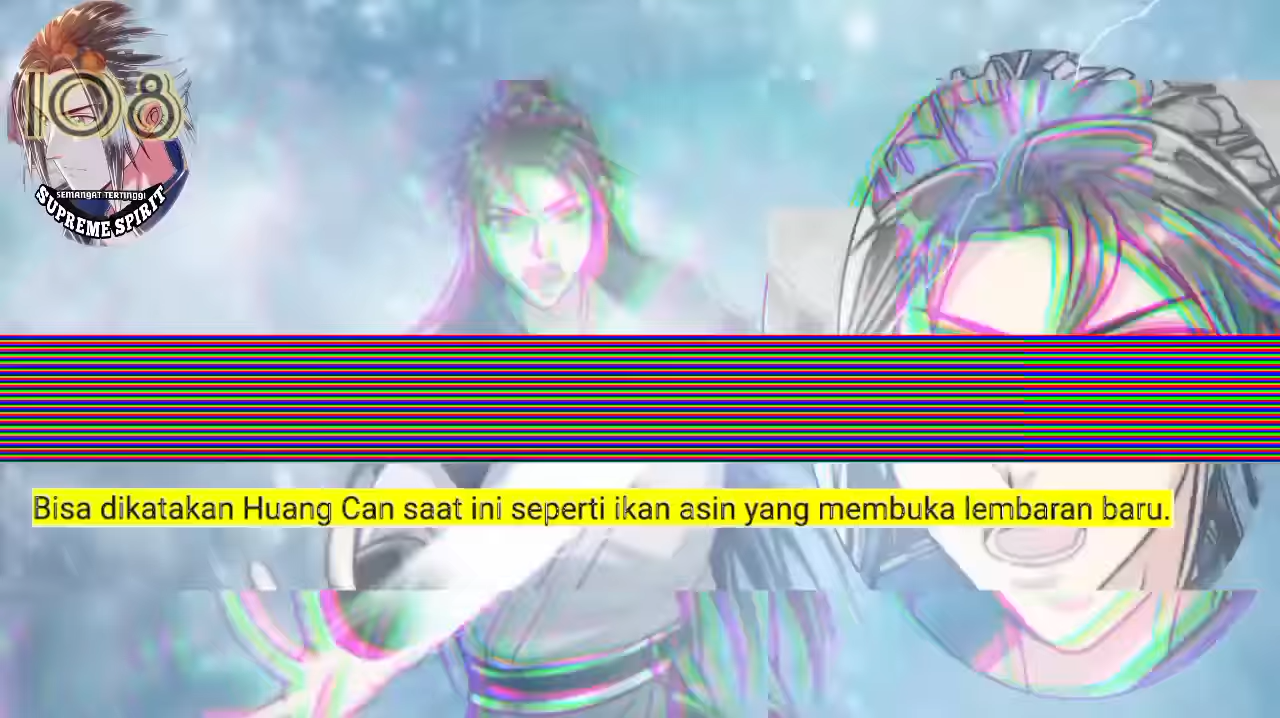 108
SEMANGAT TERTINGGI
SUPREME SPIRIT
Bisa dikatakan Huang Can saat ini seperti ikan asin yang membuka lembaran baru.